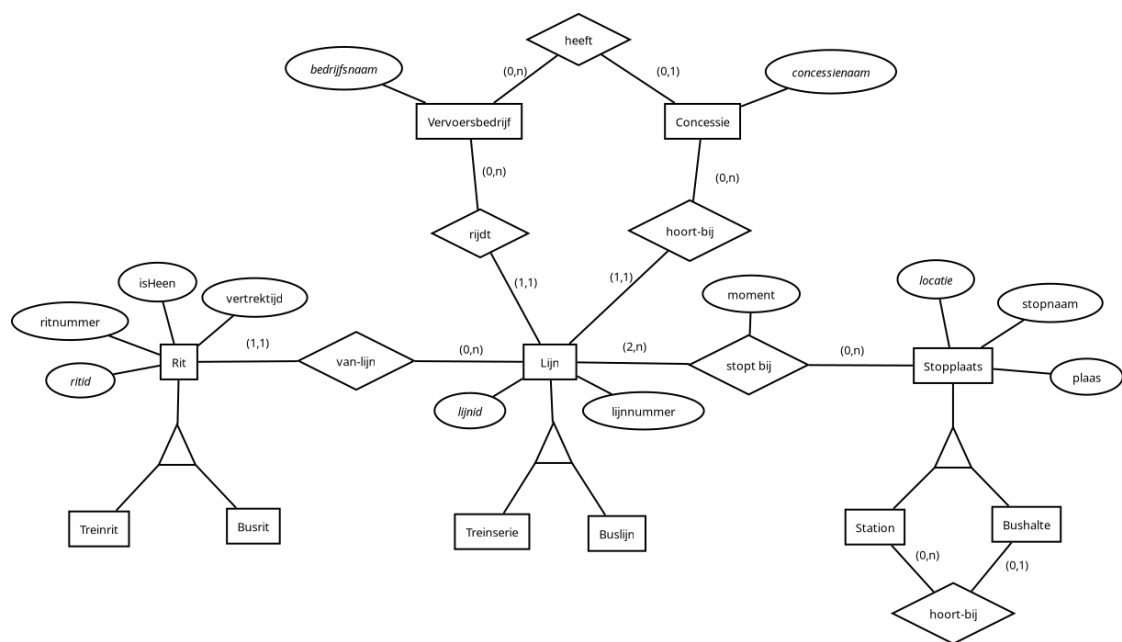 heeft
bedrijfsnaam
(0,n)
(0,1)
concessienaam
Vervoersbedrijf
Concessie
(0,n)
(0,n)
rijdt
hoort-bij
isHeen
vertrektijd
(1,1)
(1,1)
moment
locatie
stopnaam
ritnummer
(1,1)
(0,n)
(2,n)
(0,n)
Rit
van-lijn
Lijn
stopt bij
Stopplaats
ritid
plaas
lijnid
lijnnummer
Treinrit
Busrit
Treinserie
Buslijn
Station
Bushalte
(0,n)
(0,1)
hoort-bij